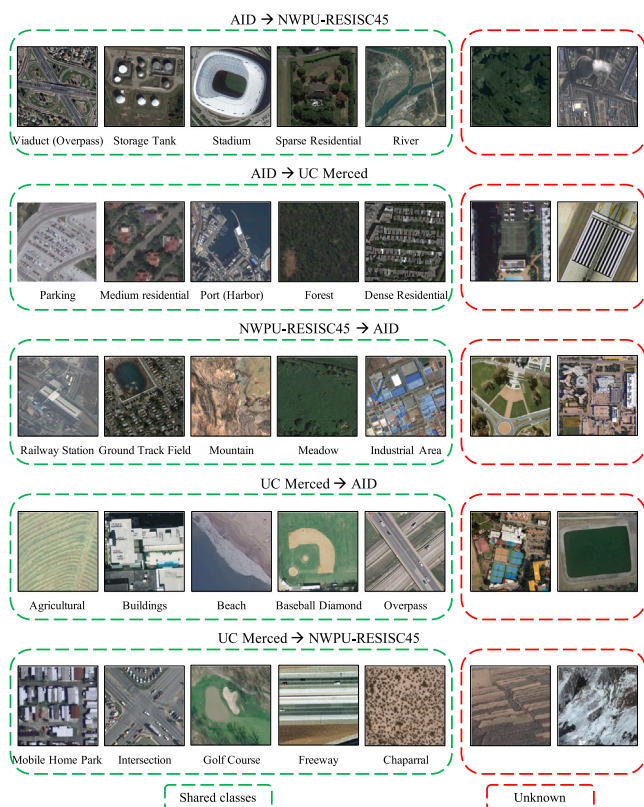 AID → NWPU-RESISC45
Viaduct (Overpass) Storage Tank Stadium Sparse Residential River
AID → UC Merced
Parking Medium residential Port (Harbor) Forest Dense Residential
NWPU-RESISC45 → AID
Railway Station Ground Track Field Mountain Meadow Industrial Area
UC Merced → AID
Agricultural Buildings Beach Baseball Diamond Overpass
UC Merced → NWPU-RESISC45
Mobile Home Park Intersection Golf Course Freeway Chaparral
Shared classes Unknown